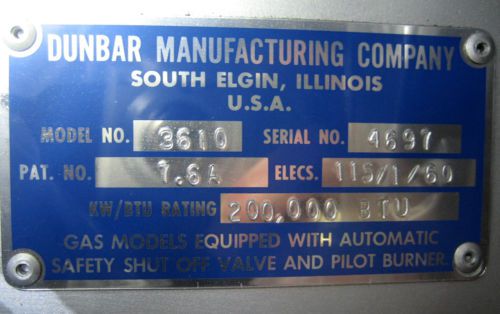 DUNBAR MANUFACTURING COMPANY
SOUTH ELGIN, ILLINOIS
U.S.A.
MODEL NO. 3610 SERIAL NO. 4697
PAT. NO. 7.6A ELECS. 115/1/60
KW/BTU RATING 200,000 BTU
GAS MODELS EQUIPPED WITH AUTOMATIC
SAFETY SHUT OFF VALVE AND PILOT BURNER.